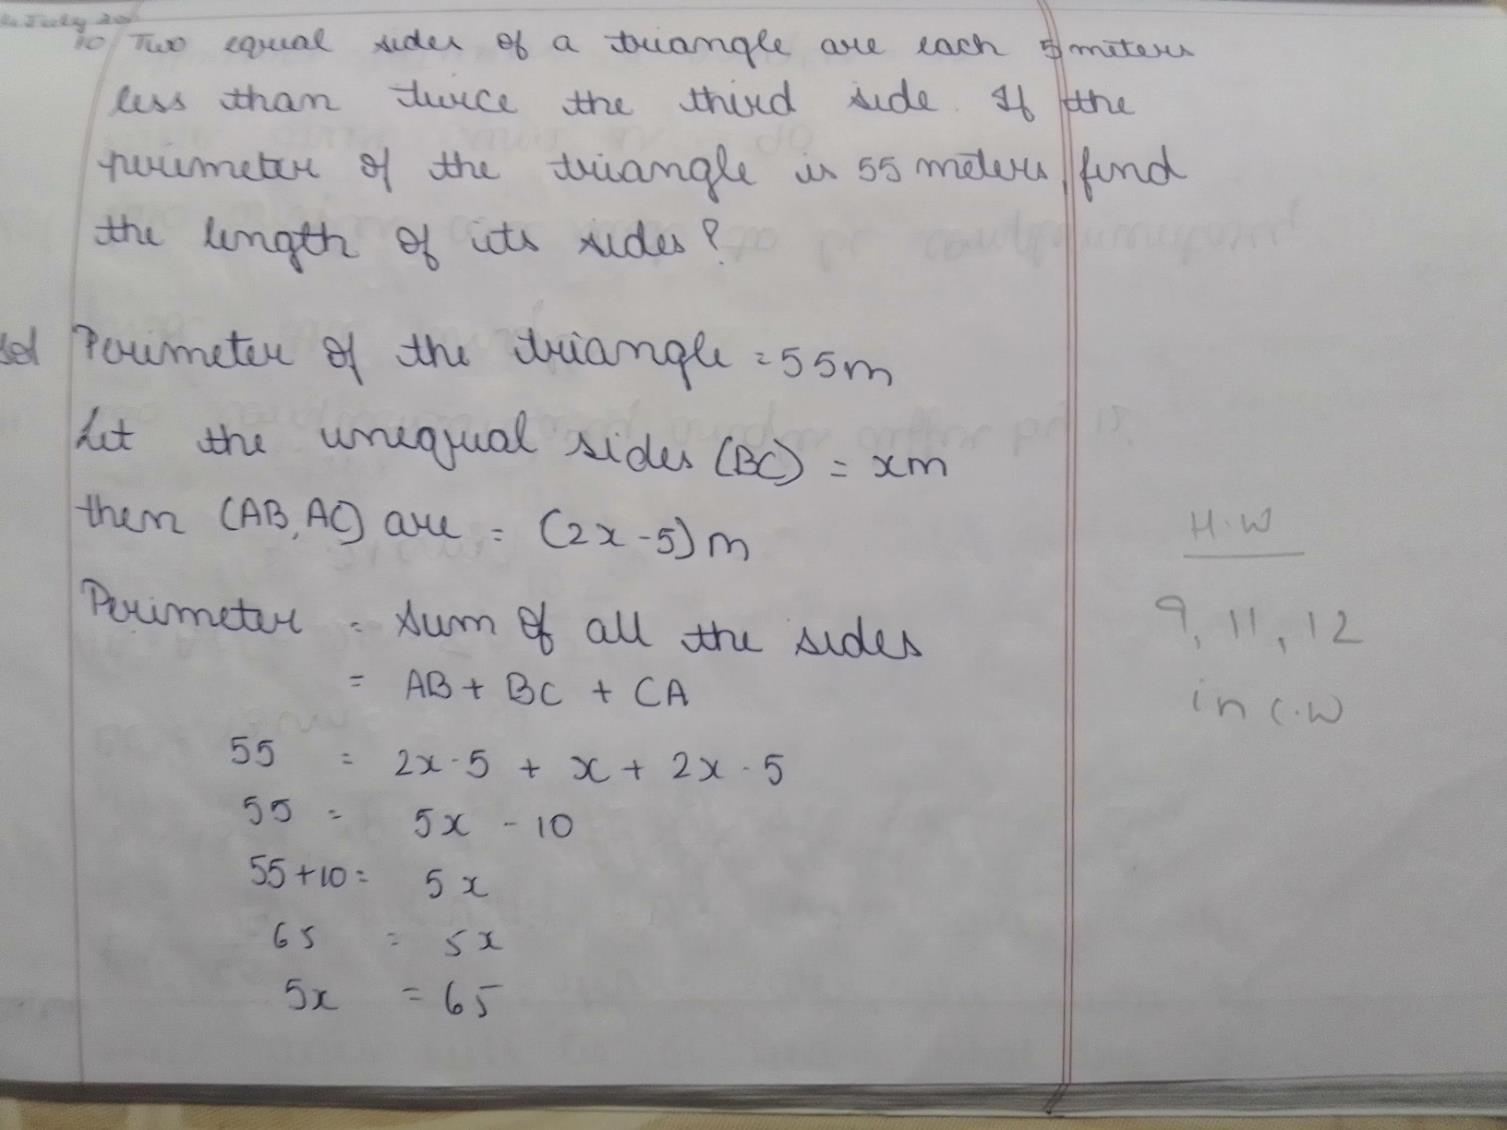 July 20
10 Two equal sides of a triangle are each 5 meters
less than twice the third side. If the
perimeter of the triangle is 55 meters, find
the length of its sides?
sol Perimeter of the triangle = 55m
Let the unequal sides (BC) = xm
then (AB, AC) are = (2x-5)m
Perimeter = sum of all the sides
= AB + BC + CA
55 = 2x-5 + x + 2x-5
55 = 5x - 10
55+10 = 5x
65 = 5x
5x = 65
H.W
9, 11, 12
in C.W